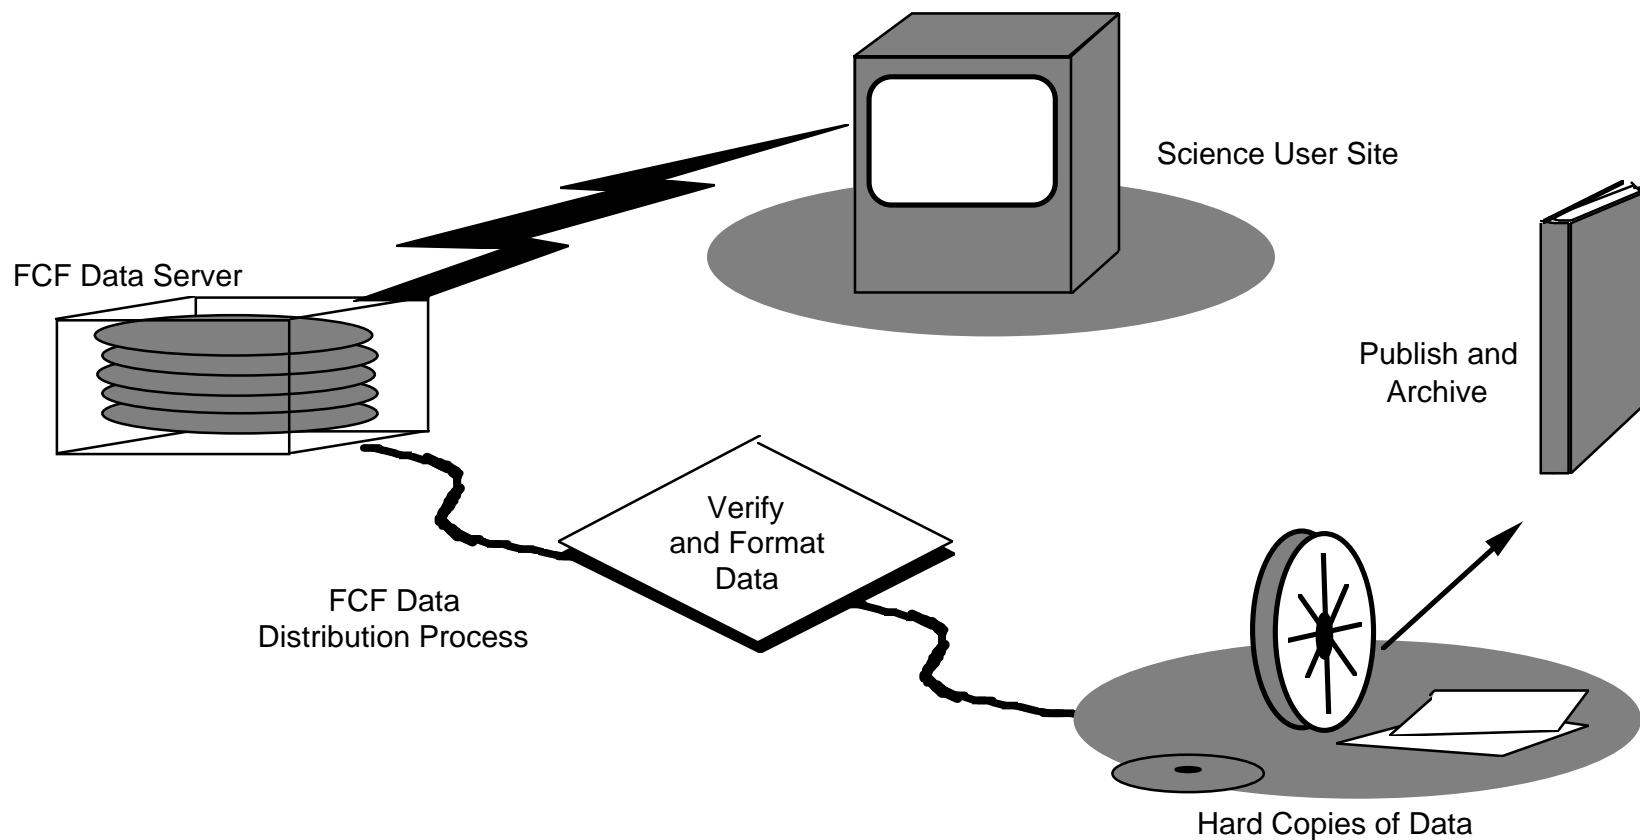 Science User Site
FCF Data Server
Publish and
Archive
Verify
and Format
Data
FCF Data
Distribution Process
Hard Copies of Data